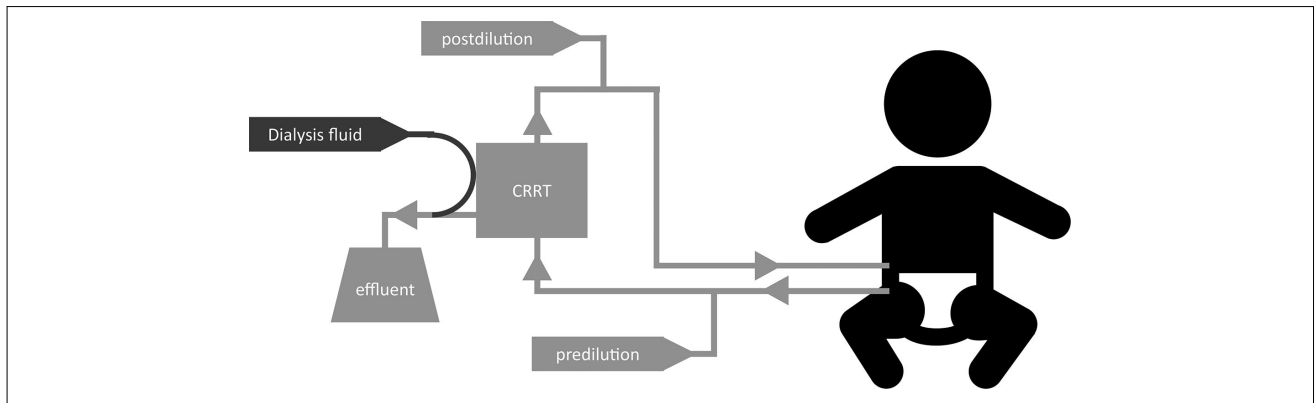 postdilution
Dialysis fluid
CRRT
effluent
predilution